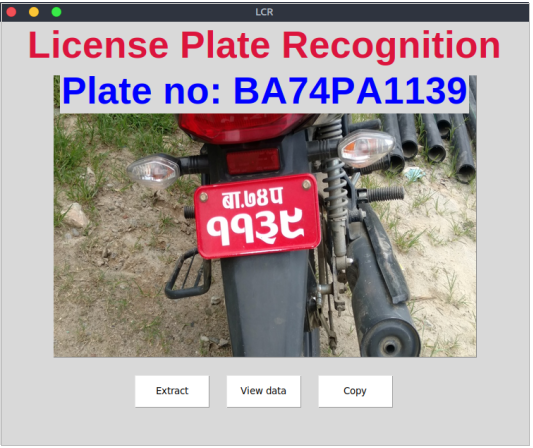 LCR
License Plate Recognition
Plate no: BA74PA1139
बा.७४प
११३९
Extract View data Copy